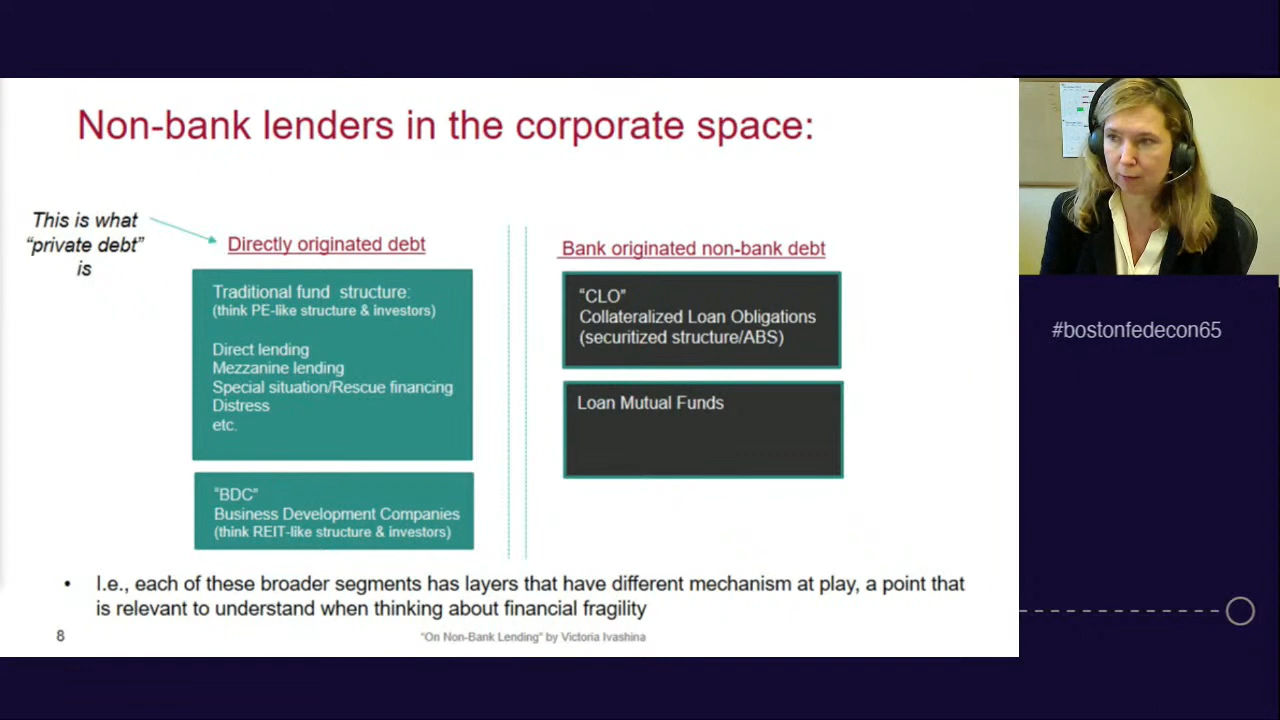 Non-bank lenders in the corporate space:
This is what
“private debt”
is
Directly originated debt
Traditional fund structure:
(think PE-like structure & investors)
Direct lending
Mezzanine lending
Special situation/Rescue financing
Distress
etc.
“BDC”
Business Development Companies
(think REIT-like structure & investors)
Bank originated non-bank debt
“CLO”
Collateralized Loan Obligations
(securitized structure/ABS)
Loan Mutual Funds
• I.e., each of these broader segments has layers that have different mechanism at play, a point that
is relevant to understand when thinking about financial fragility
8
“On Non-Bank Lending” by Victoria Ivashina
#bostonfedecon65